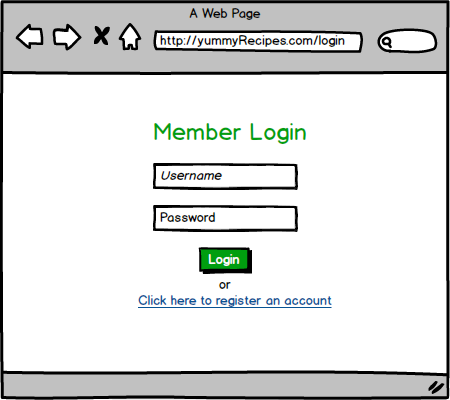 A Web Page
http://yummyRecipes.com/login
Member Login
Username
Password
Login
or
Click here to register an account